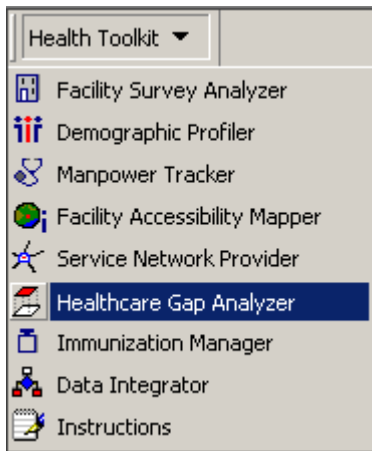 Health Toolkit
Facility Survey Analyzer
Demographic Profiler
Manpower Tracker
Facility Accessibility Mapper
Service Network Provider
Healthcare Gap Analyzer
Immunization Manager
Data Integrator
Instructions